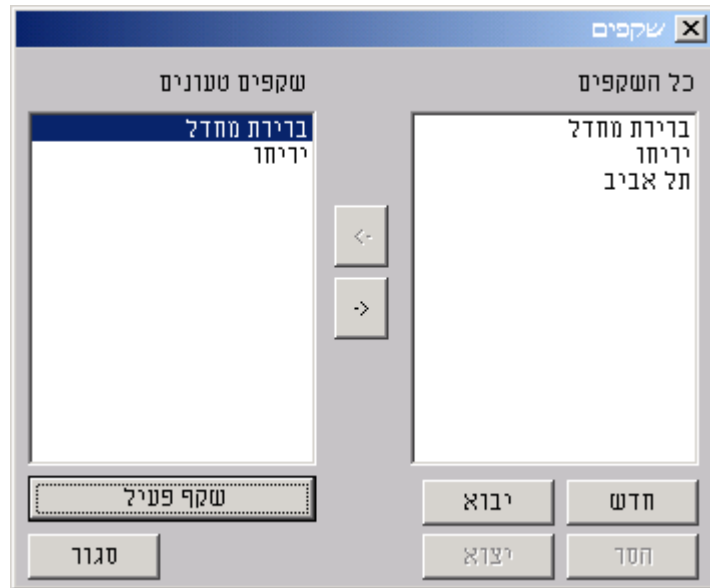 שקפים
כל השקפים
שקפים טעונים
ברירת מחדל
יריחו
תל אביב
ברירת מחדל
יריחו
<-
->
חדש
יבוא
הסר
יצוא
שקף פעיל
סגור